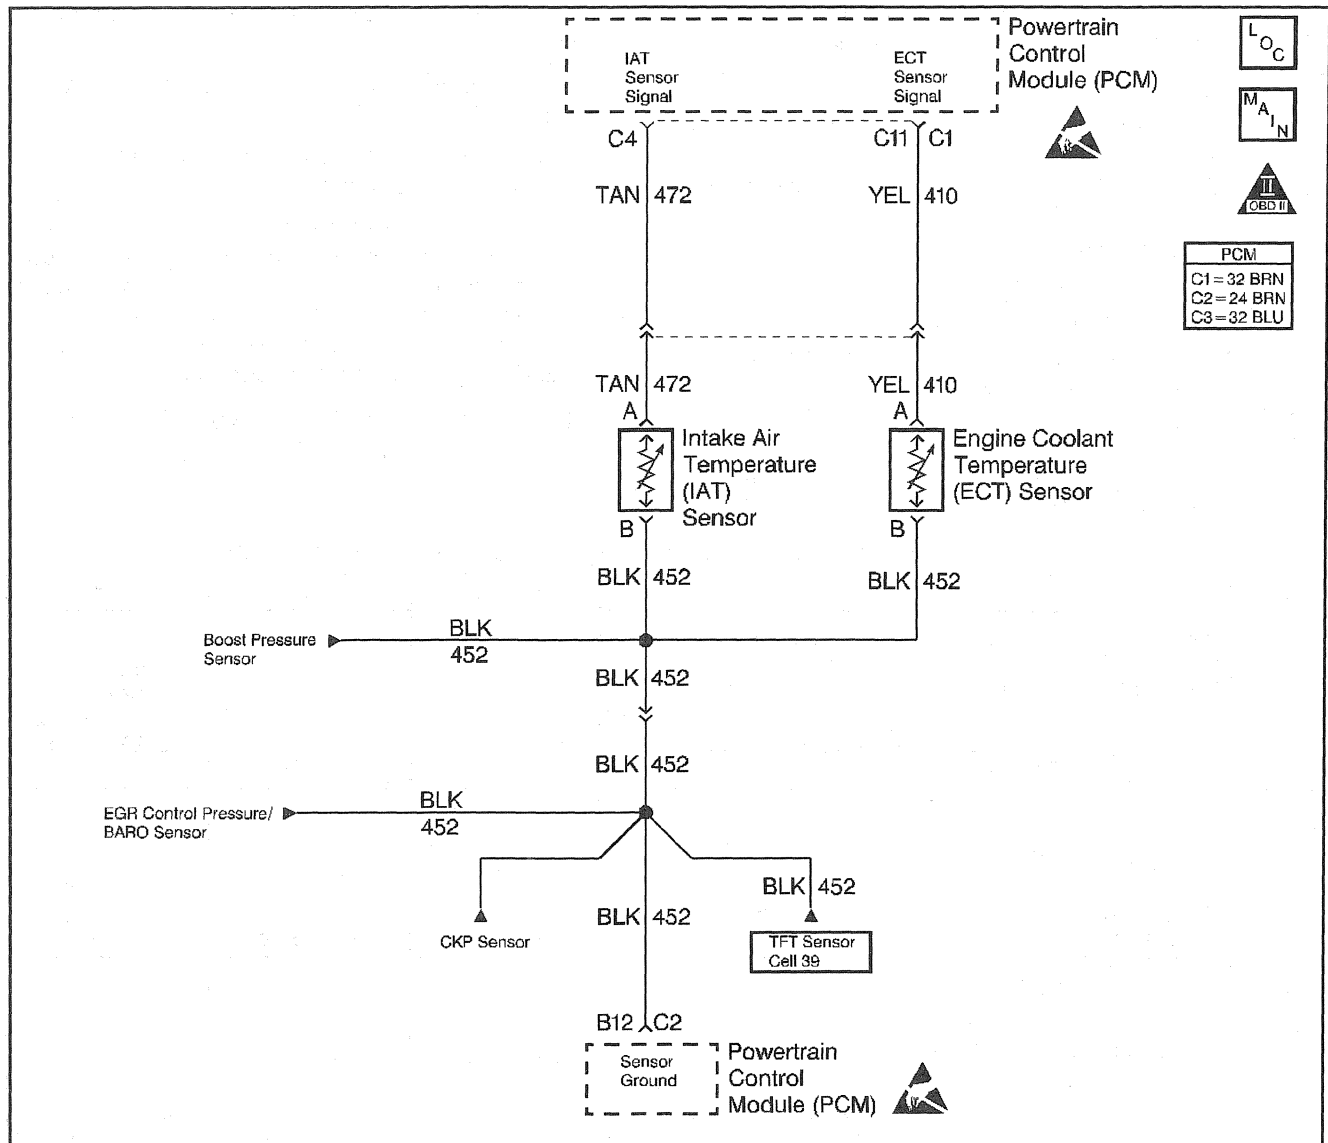 Powertrain
Control
Module (PCM)
IAT
Sensor
Signal
ECT
Sensor
Signal
L
O
C
M
A
I
N
II
OBD II
C4
C11
C1
TAN 472
YEL 410
PCM
C1=32 BRN
C2=24 BRN
C3=32 BLU
TAN 472
YEL 410
A
A
Intake Air
Temperature
(IAT)
Sensor
Engine Coolant
Temperature
(ECT) Sensor
B
B
BLK 452
BLK 452
Boost Pressure
Sensor
BLK
452
BLK 452
BLK 452
EGR Control Pressure/
BARO Sensor
BLK
452
BLK 452
BLK 452
CKP Sensor
TFT Sensor
Cell 39
B12 C2
Sensor
Ground
Powertrain
Control
Module (PCM)